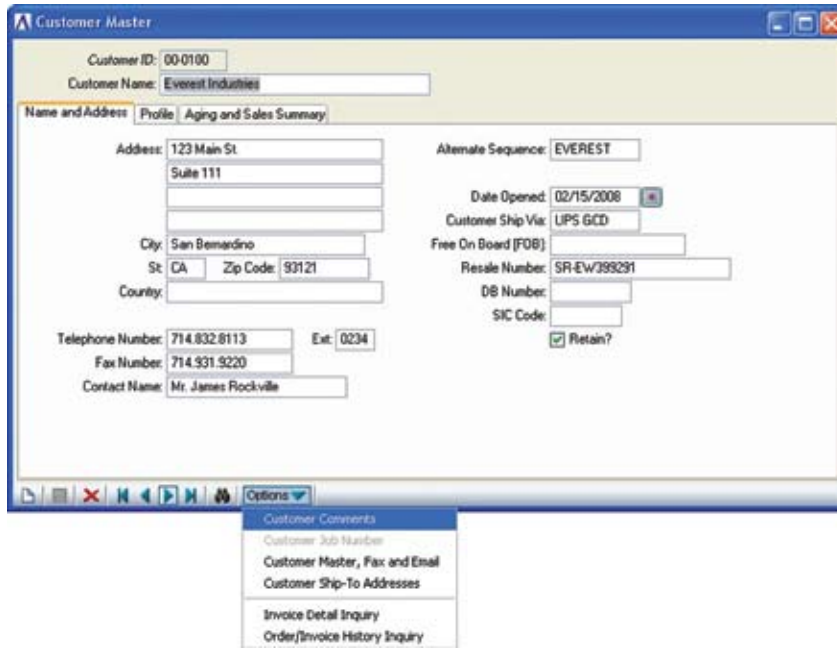 Customer Master
Customer ID: 00-0100
Customer Name: Everest Industries
Name and Address Profile Aging and Sales Summary
Address: 123 Main St.
Suite 111
City: San Bernardino
St: CA Zip Code: 93121
Country:
Telephone Number: 714.832.8113 Ext: 0234
Fax Number: 714.931.9220
Contact Name: Mr. James Rockville
Alternate Sequence: EVEREST
Date Opened: 02/15/2008
Customer Ship Via: UPS GCD
Free On Board (FOB):
Resale Number: SR-EW399291
DB Number:
SIC Code:
Retain?
Options
Customer Comments
Customer Job Number
Customer Master, Fax and Email
Customer Ship-To Addresses
Invoice Detail Inquiry
Order/Invoice History Inquiry